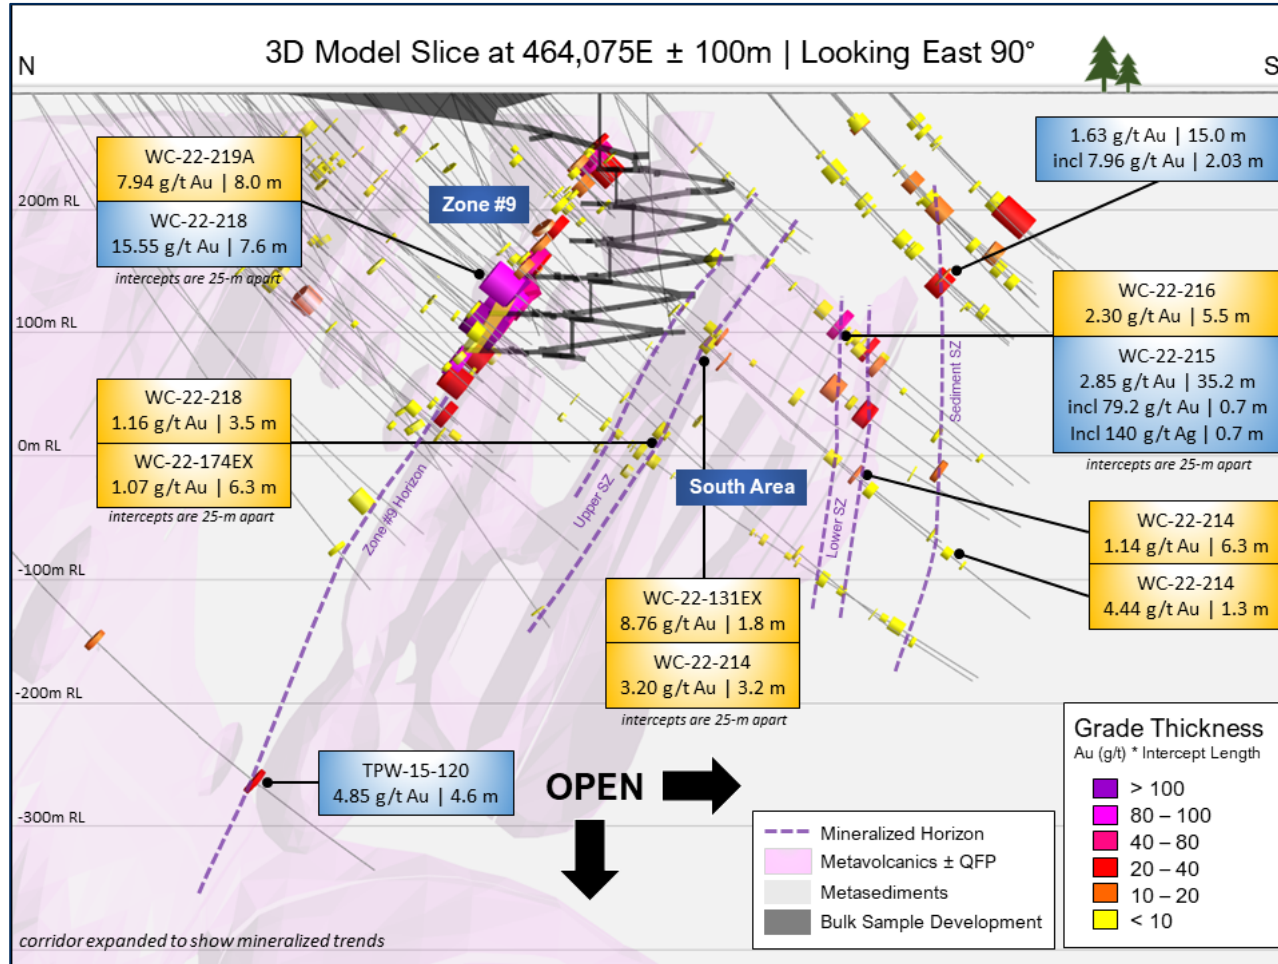 3D Model Slice at 464,075E ± 100m | Looking East 90°
N
S
WC-22-219A
7.94 g/t Au | 8.0 m
WC-22-218
15.55 g/t Au | 7.6 m
intercepts are 25-m apart
Zone #9
1.63 g/t Au | 15.0 m
incl 7.96 g/t Au | 2.03 m
200m RL
WC-22-216
2.30 g/t Au | 5.5 m
WC-22-215
2.85 g/t Au | 35.2 m
incl 79.2 g/t Au | 0.7 m
Incl 140 g/t Ag | 0.7 m
intercepts are 25-m apart
100m RL
Sediment SZ
WC-22-218
1.16 g/t Au | 3.5 m
WC-22-174EX
1.07 g/t Au | 6.3 m
intercepts are 25-m apart
0m RL
Zone #9 Horizon
Upper SZ
South Area
Lower SZ
WC-22-214
1.14 g/t Au | 6.3 m
WC-22-214
4.44 g/t Au | 1.3 m
-100m RL
WC-22-131EX
8.76 g/t Au | 1.8 m
WC-22-214
3.20 g/t Au | 3.2 m
intercepts are 25-m apart
-200m RL
TPW-15-120
4.85 g/t Au | 4.6 m
OPEN
-300m RL
Mineralized Horizon
Metavolcanics ± QFP
Metasediments
Bulk Sample Development
Grade Thickness
Au (g/t) * Intercept Length
> 100
80 – 100
40 – 80
20 – 40
10 – 20
< 10
corridor expanded to show mineralized trends